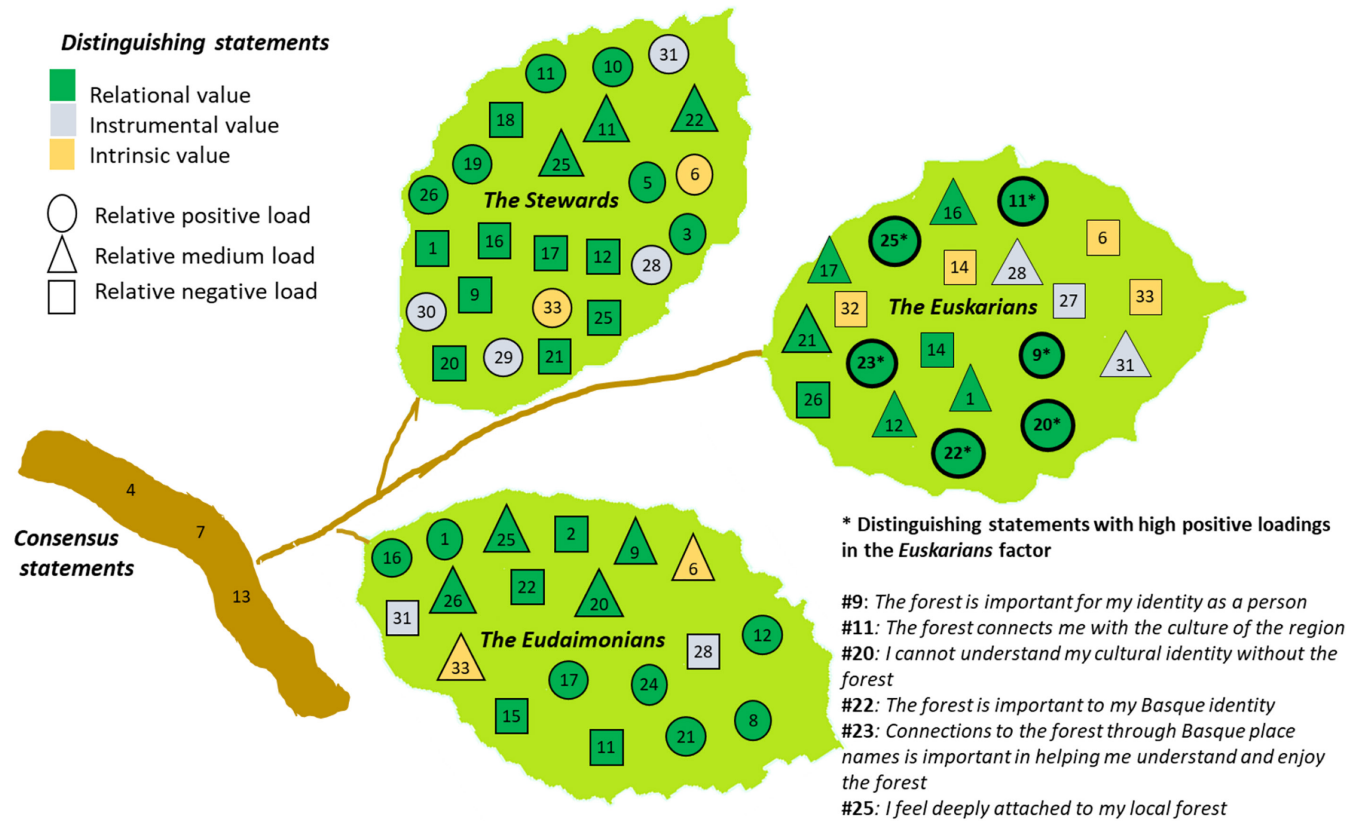 Distinguishing statements
Relational value
Instrumental value
Intrinsic value
Relative positive load
Relative medium load
Relative negative load
31
11
10
18
11
22
25
19
26
5
6
The Stewards
3
1
16
17
12
28
9
30
33
25
20
29
21
16
11*
25*
6
17
14
28
32
The Euskarians
27
33
21
23*
14
9*
31
26
12
1
20*
22*
4
7
13
Consensus
statements
16
1
25
2
9
6
26
22
20
31
The Eudaimonians
12
33
28
17
24
15
11
21
8
* Distinguishing statements with high positive loadings
in the Euskarians factor
#9: The forest is important for my identity as a person
#11: The forest connects me with the culture of the region
#20: I cannot understand my cultural identity without the
forest
#22: The forest is important to my Basque identity
#23: Connections to the forest through Basque place
names is important in helping me understand and enjoy
the forest
#25: I feel deeply attached to my local forest